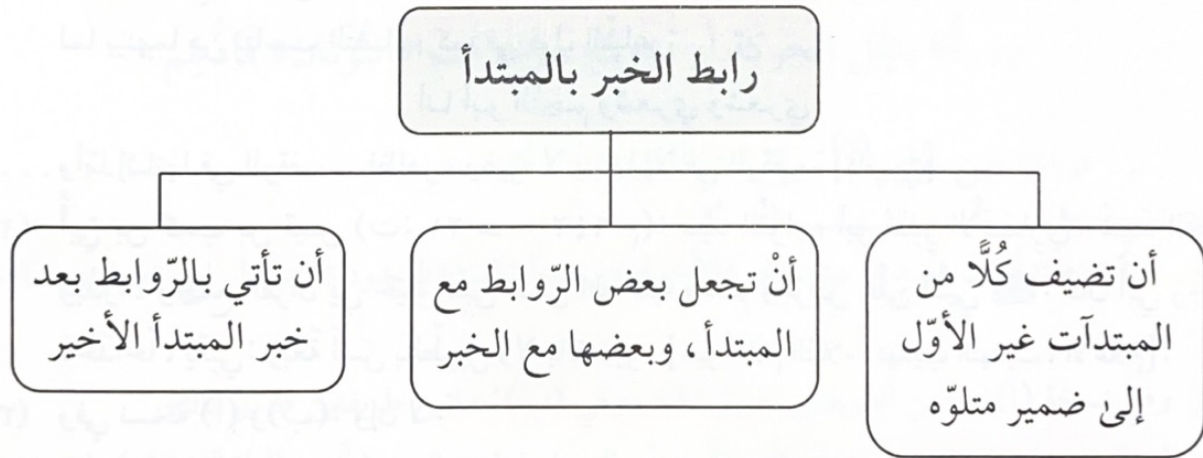 رابط الخبر بالمبتدأ
أن تضيف كُلًّا من
المبتدآت غير الأوّل
إلىٰ ضمير متلوّه
أنْ تجعل بعض الرّوابط مع
المبتدأ، وبعضها مع الخبر
أن تأتي بالرّوابط بعد
خبر المبتدأ الأخير